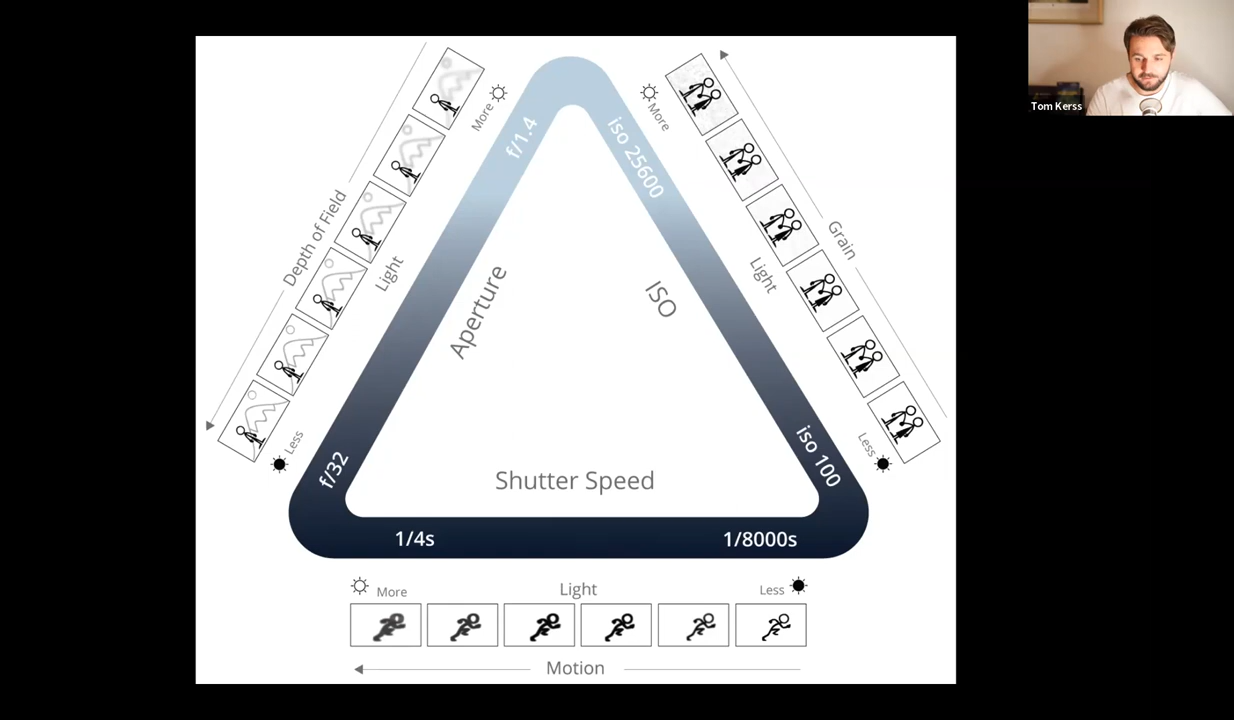 Tom Kerss
More
f/1.4
iso 25600
More
Depth of Field
Light
Aperture
ISO
Light
Grain
Less
f/32
iso 100
Less
Shutter Speed
1/4s
1/8000s
More
Light
Less
Motion